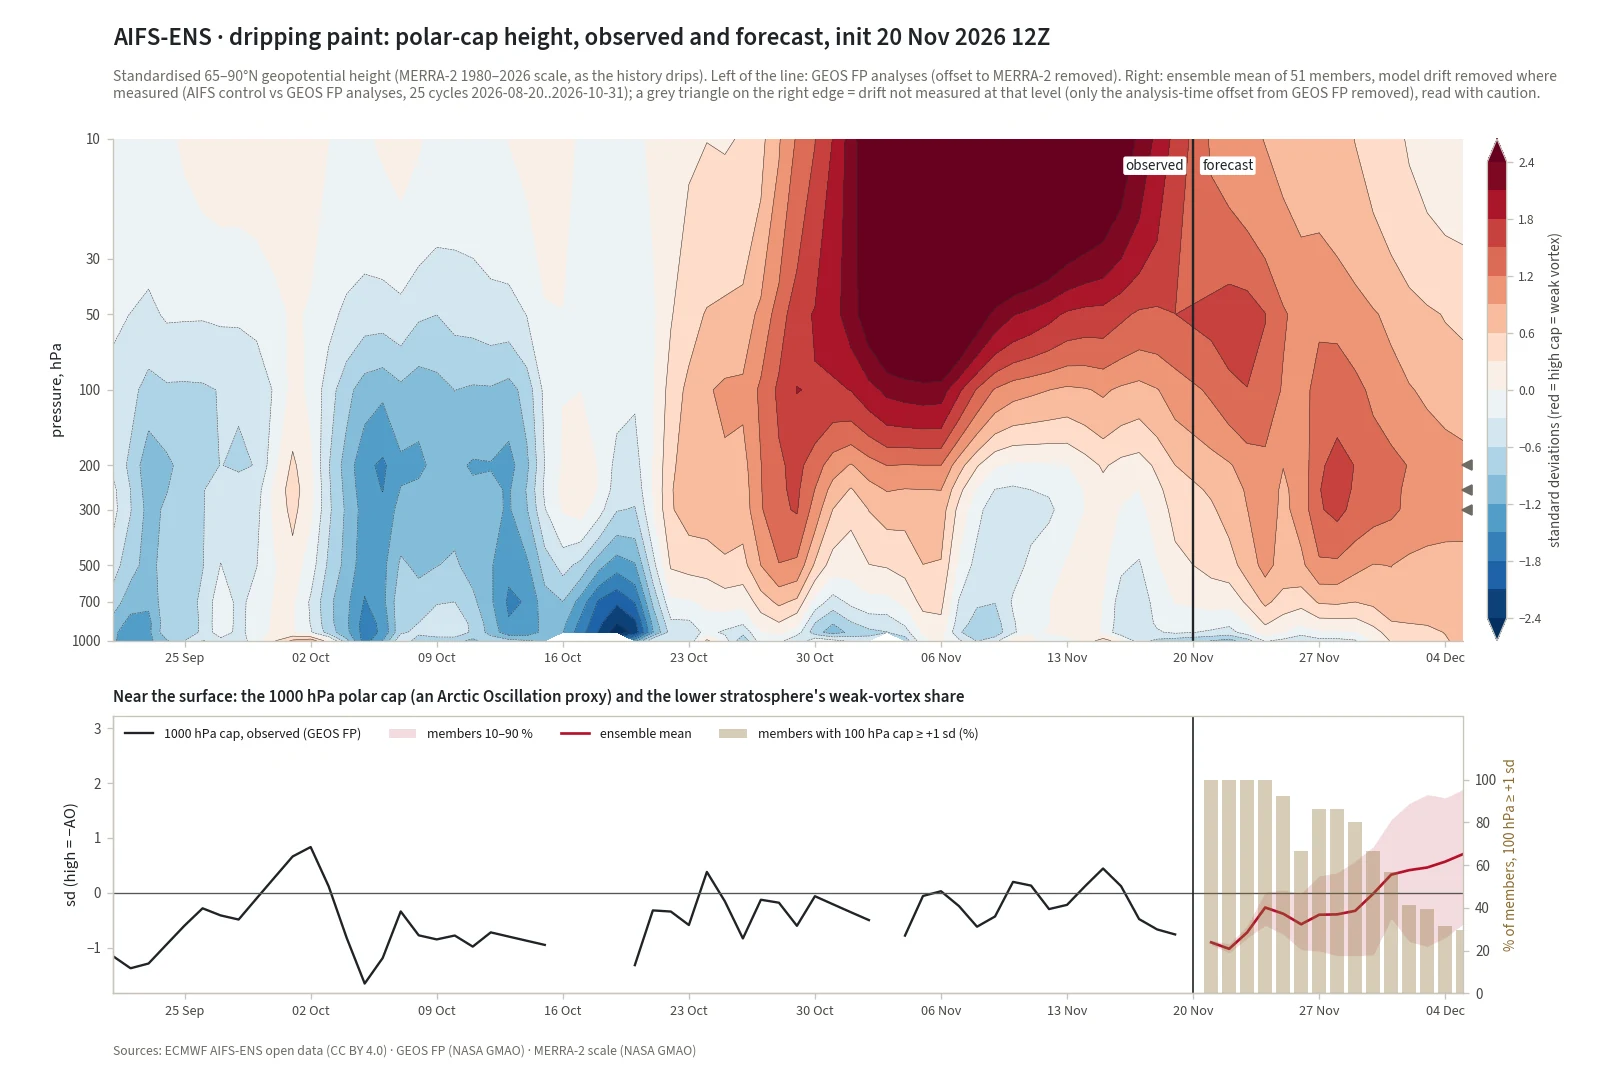 AIFS-ENS · dripping paint: polar-cap height, observed and forecast, init 20 Nov 2026 12Z
Standardised 65–90°N geopotential height (MERRA-2 1980–2026 scale, as the history drips). Left of the line: GEOS FP analyses (offset to MERRA-2 removed). Right: ensemble mean of 51 members, model drift removed where
measured (AIFS control vs GEOS FP analyses, 25 cycles 2026-08-20..2026-10-31); a grey triangle on the right edge = drift not measured at that level (only the analysis-time offset from GEOS FP removed), read with caution.
pressure, hPa
10
30
50
100
200
300
500
700
1000
observed
forecast
25 Sep
02 Oct
09 Oct
16 Oct
23 Oct
30 Oct
06 Nov
13 Nov
20 Nov
27 Nov
04 Dec
2.4
1.8
1.2
0.6
0.0
−0.6
−1.2
−1.8
−2.4
standard deviations (red = high cap = weak vortex)
Near the surface: the 1000 hPa polar cap (an Arctic Oscillation proxy) and the lower stratosphere's weak-vortex share
1000 hPa cap, observed (GEOS FP)
members 10–90 %
ensemble mean
members with 100 hPa cap ≥ +1 sd (%)
sd (high = −AO)
3
2
1
0
−1
100
80
60
40
20
0
% of members, 100 hPa ≥ +1 sd
25 Sep
02 Oct
09 Oct
16 Oct
23 Oct
30 Oct
06 Nov
13 Nov
20 Nov
27 Nov
04 Dec
Sources: ECMWF AIFS-ENS open data (CC BY 4.0) · GEOS FP (NASA GMAO) · MERRA-2 scale (NASA GMAO)